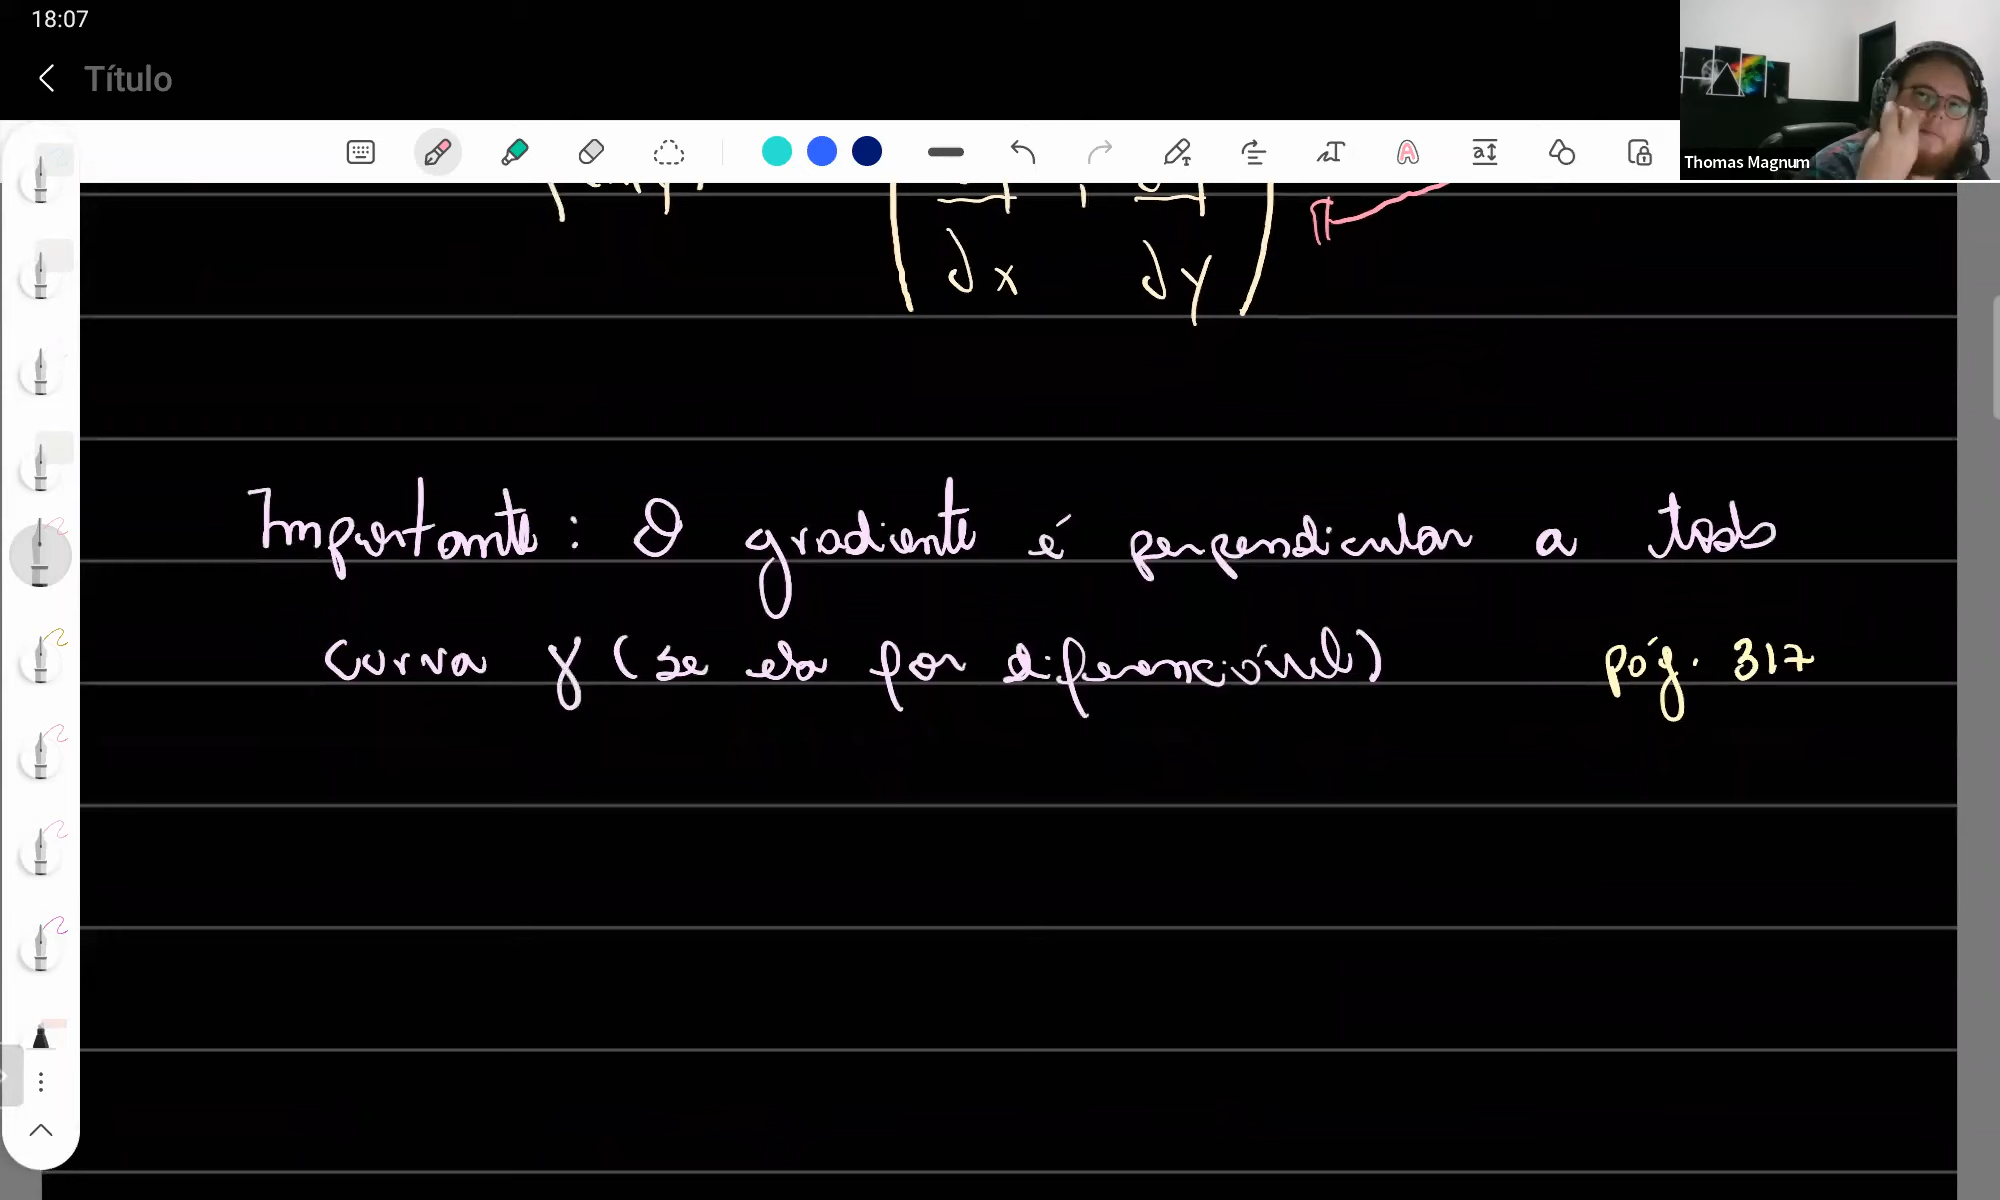 18:07
Título
Thomas Magnum
∂x ∂y
Importante: O gradiente é perpendicular a toda
curva γ (se ela for diferenciável) pág. 317